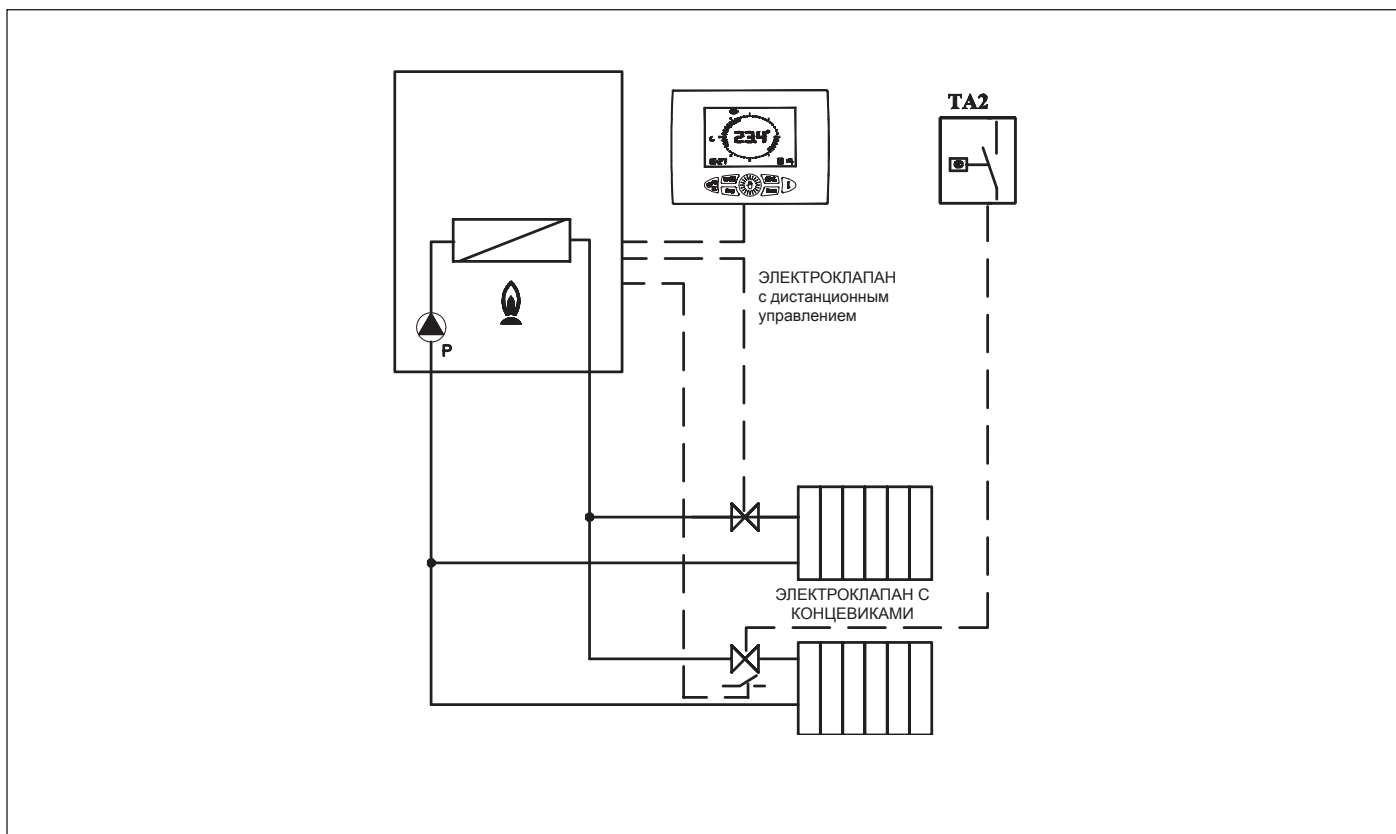 TA2
23.4°
ЭЛЕКТРОКЛАПАН
с дистанционным
управлением
P
ЭЛЕКТРОКЛАПАН С
КОНЦЕВИКАМИ